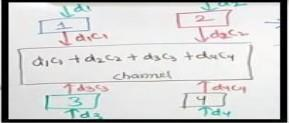 d1
1 2
d1c1 d2c2
d1c1 + d2c2 + d3c3 + d4c4
channel
d3c3 d4c4
3 4
d3 d4